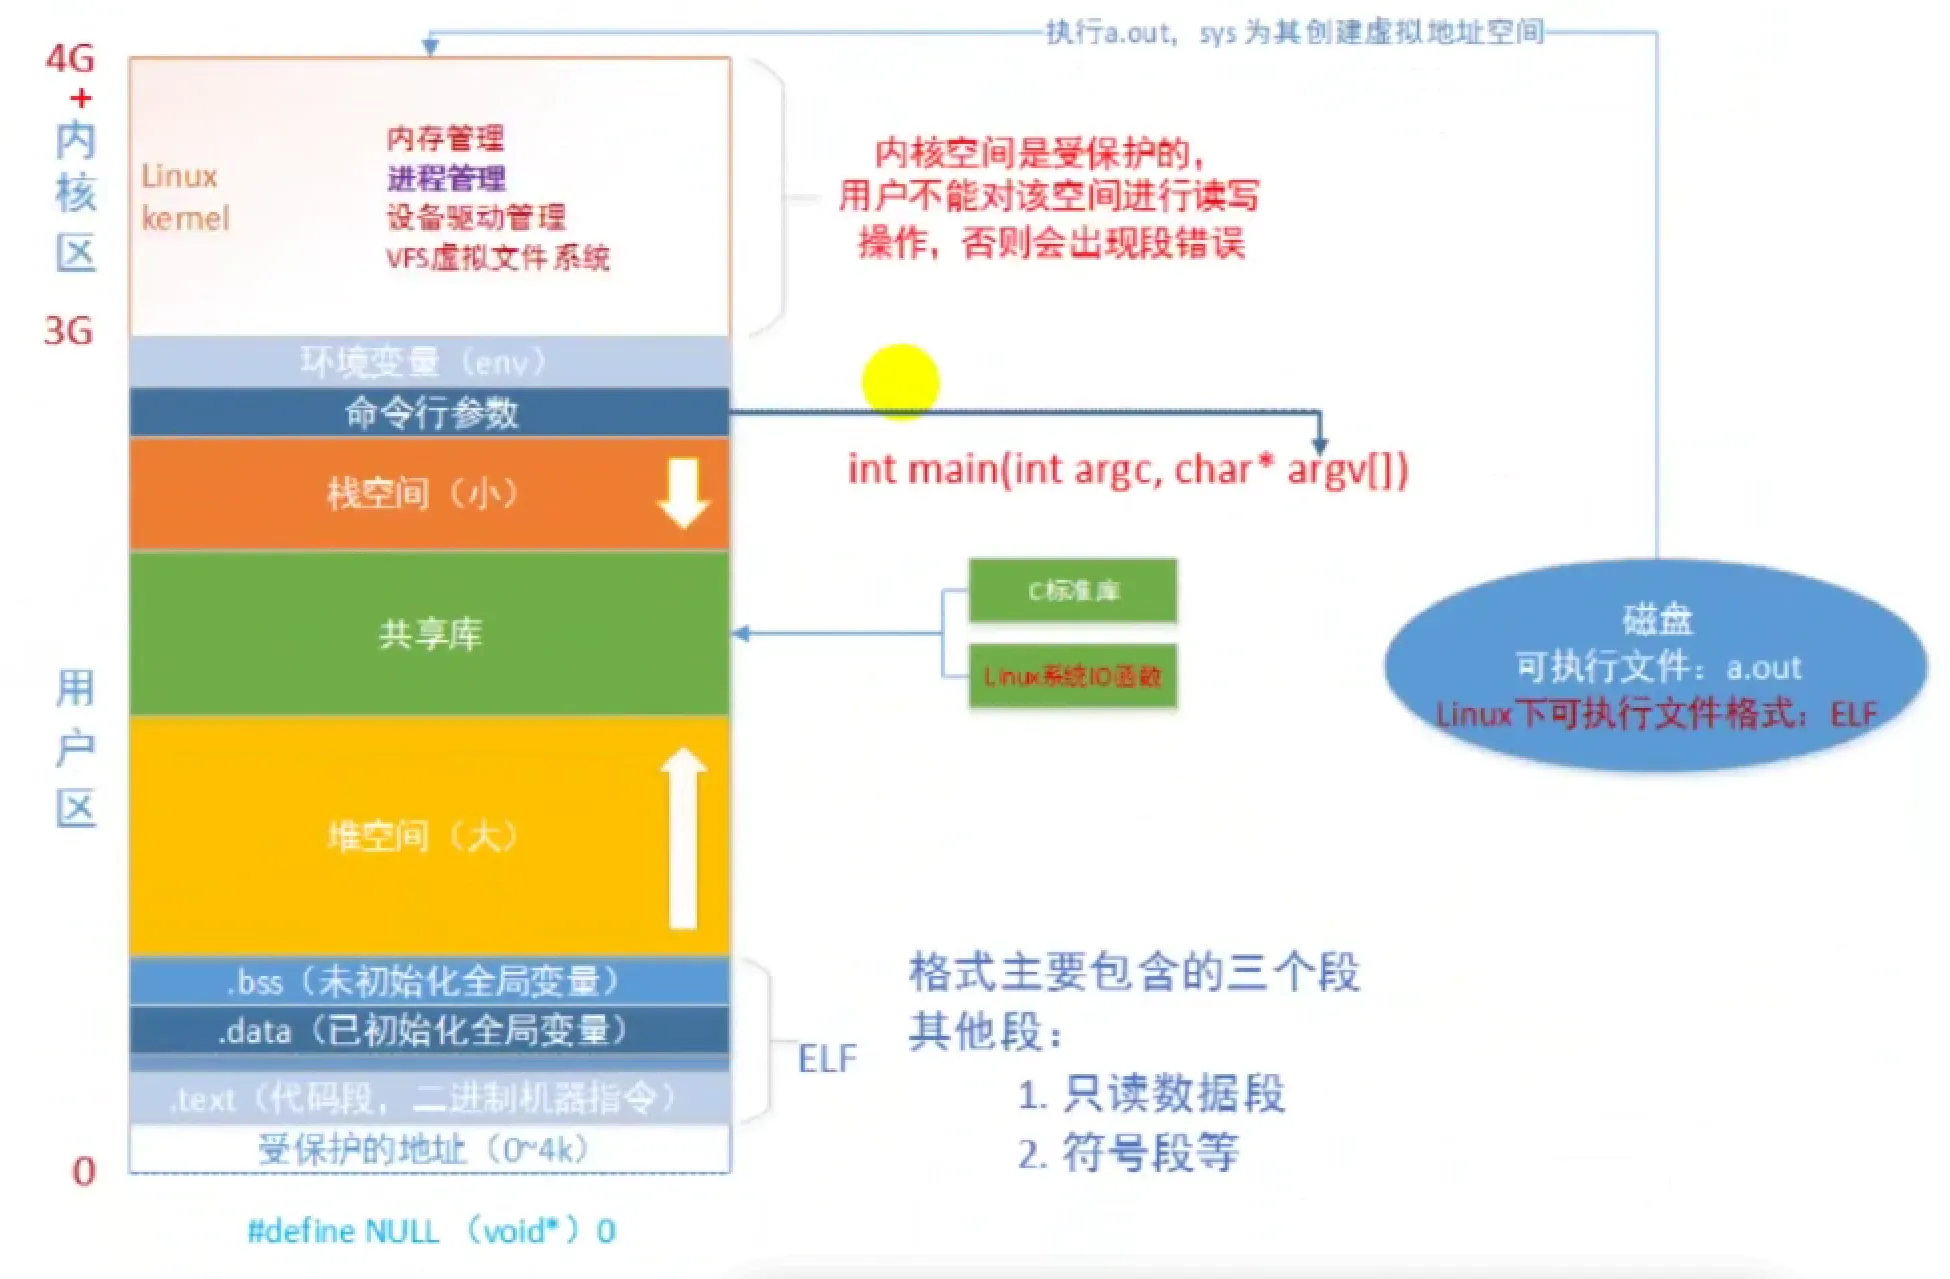 执行a.out，sys 为其创建虚拟地址空间
4G
+
内
核
区
Linux
kernel
内存管理
进程管理
设备驱动管理
VFS虚拟文件系统
内核空间是受保护的，
用户不能对该空间进行读写
操作，否则会出现段错误
3G
环境变量（env）
命令行参数
int main(int argc, char* argv[])
栈空间（小）
共享库
C标准库
Linux系统IO函数
磁盘
可执行文件：a.out
Linux下可执行文件格式：ELF
用
户
区
堆空间（大）
.bss（未初始化全局变量）
.data（已初始化全局变量）
.text（代码段，二进制机器指令）
ELF
格式主要包含的三个段
其他段：
1. 只读数据段
2. 符号段等
受保护的地址（0~4k）
0
#define NULL （void*）0